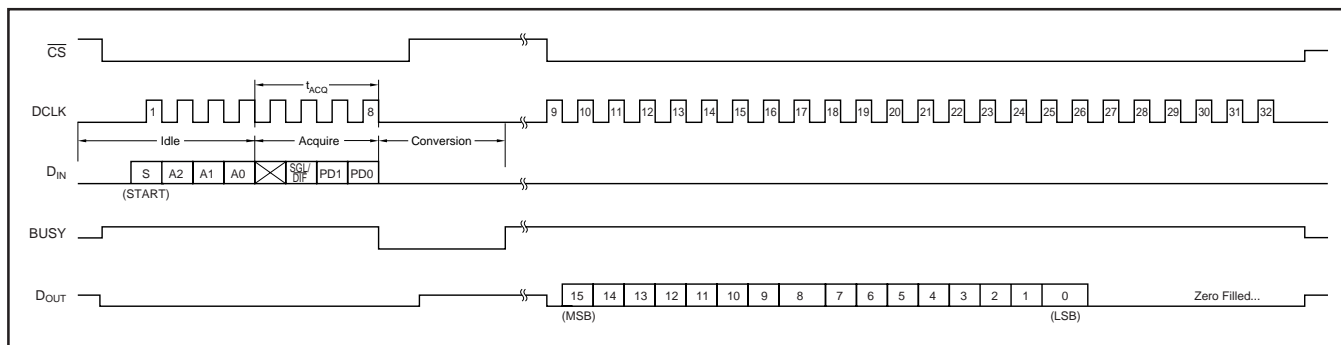 CS
tACQ
DCLK 1 8 9 10 11 12 13 14 15 16 17 18 19 20 21 22 23 24 25 26 27 28 29 30 31 32
Idle Acquire Conversion
DIN S A2 A1 A0 SGL/DIF PD1 PD0
(START)
BUSY
DOUT 15 14 13 12 11 10 9 8 7 6 5 4 3 2 1 0 Zero Filled...
(MSB) (LSB)